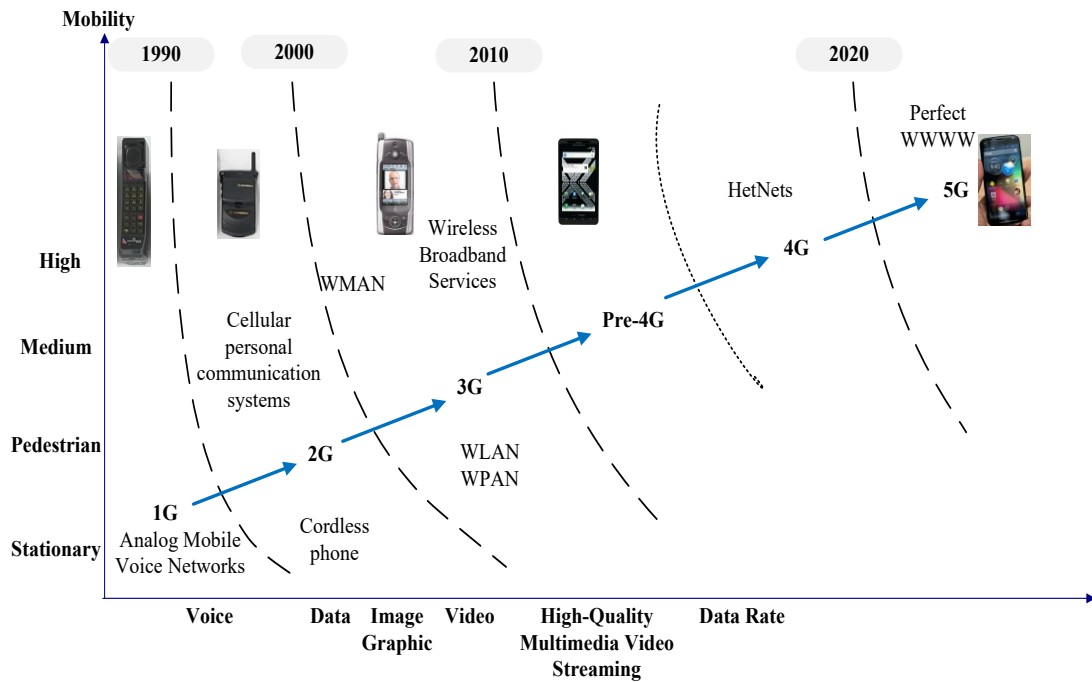 Mobility
1990
2000
2010
2020
Perfect
WWWW
5G
HetNets
4G
Wireless
Broadband
Services
High
WMAN
Pre-4G
Cellular
personal
communication
systems
Medium
3G
Pedestrian
2G
WLAN
WPAN
1G
Analog Mobile
Voice Networks
Cordless
phone
Stationary
Voice
Data
Image
Graphic
Video
High-Quality
Multimedia Video
Streaming
Data Rate